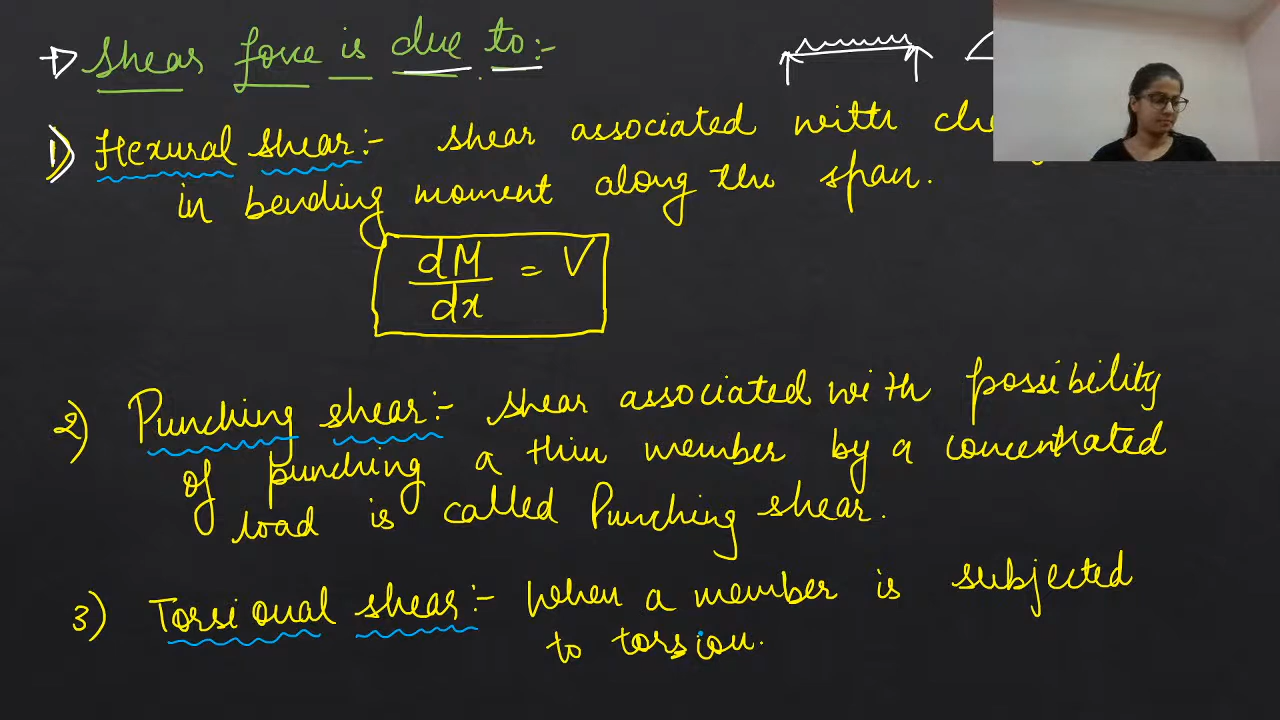 Shear force is due to:-
1) Flexural shear:- shear associated with
in bending moment along the span.
dM/dx = V
2) Punching shear:- shear associated with possibility
of punching a thin member by a concentrated
load is called Punching shear.
3) Torsional shear:- When a member is subjected
to torsion.